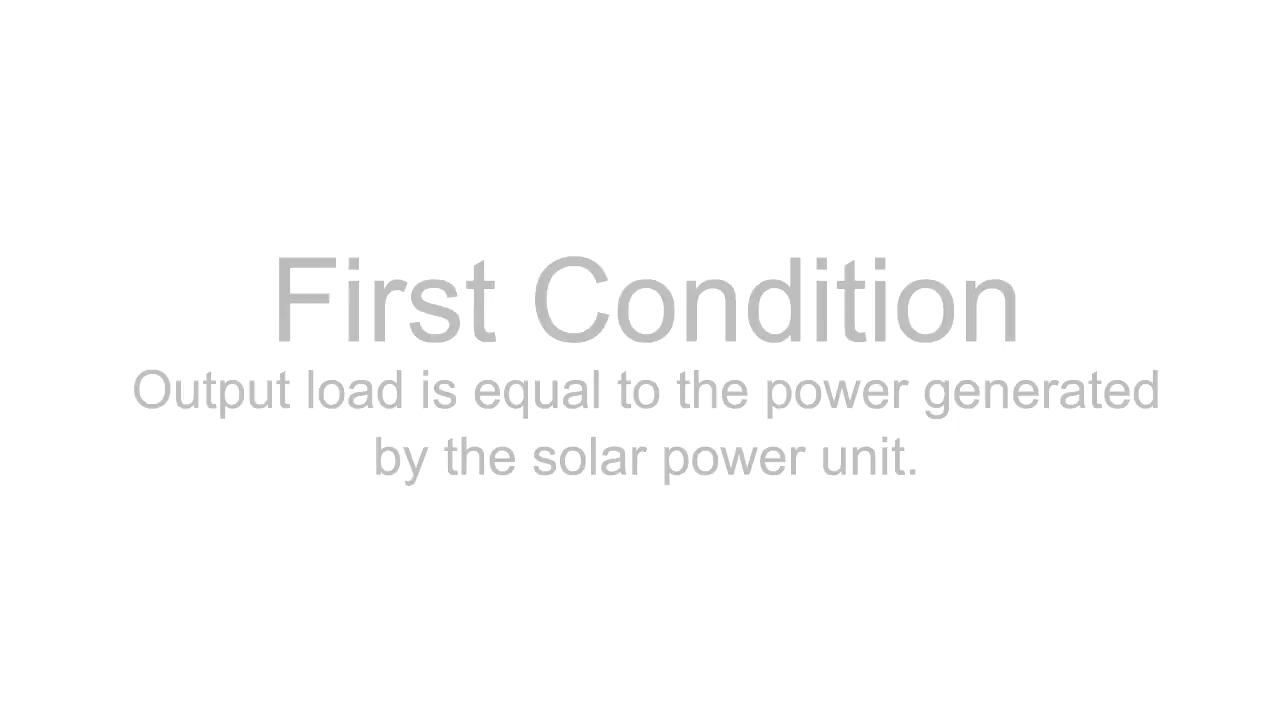 First Condition
Output load is equal to the power generated
by the solar power unit.